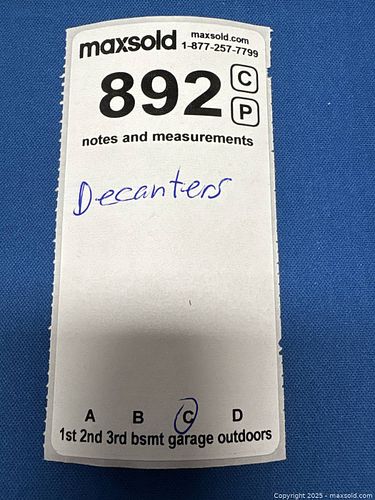 maxsold maxsold.com
1-877-257-7799
892 C
P
notes and measurements
Decanters
A B C D
1st 2nd 3rd bsmt garage outdoors
Copyright 2025 - maxsold.com